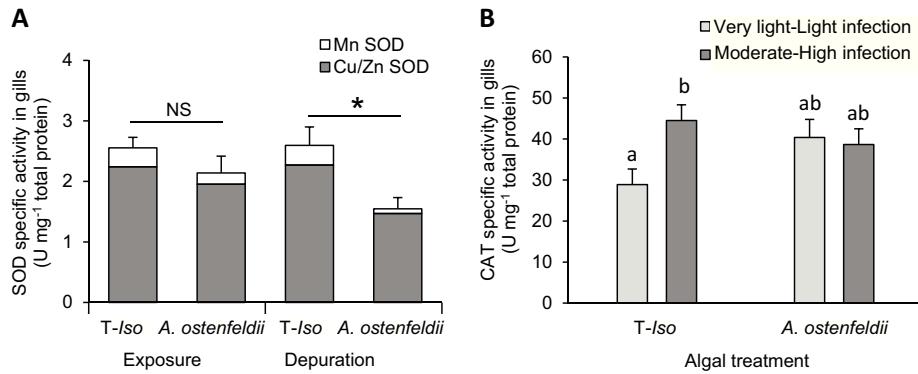 A
SOD specific activity in gills
(U mg⁻¹ total protein)
4
3
2
1
0
Mn SOD
Cu/Zn SOD
NS
*
T-Iso A. ostenfeldii T-Iso A. ostenfeldii
Exposure Depuration
B
CAT specific activity in gills
(U mg⁻¹ total protein)
60
50
40
30
20
10
0
Very light-Light infection
Moderate-High infection
a
b
ab
ab
T-Iso A. ostenfeldii
Algal treatment